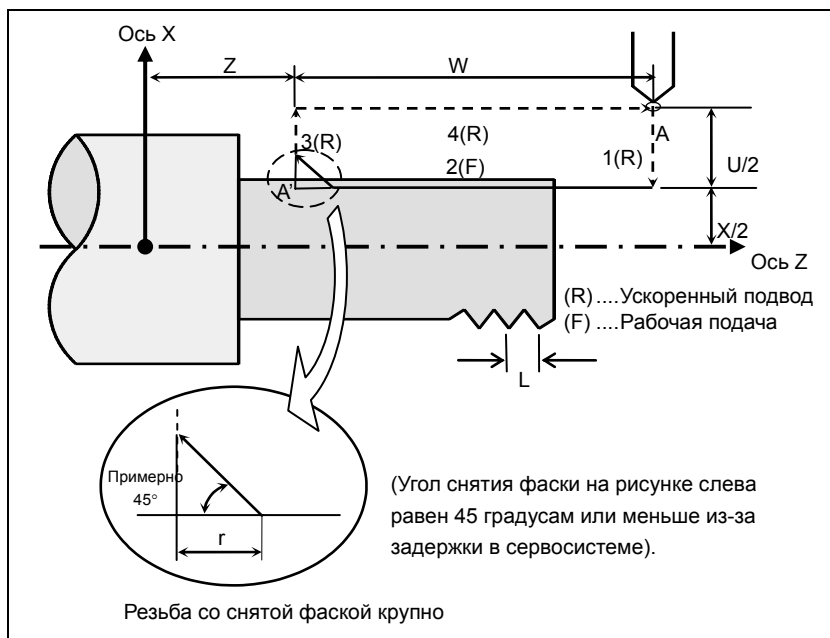 Ось X
Z
W
3(R)
4(R)
A
1(R)
2(F)
U/2
A'
X/2
Ось Z
(R) ....Ускоренный подвод
(F) ....Рабочая подача
L
Примерно
45°
r
(Угол снятия фаски на рисунке слева
равен 45 градусам или меньше из-за
задержки в сервосистеме).
Резьба со снятой фаской крупно